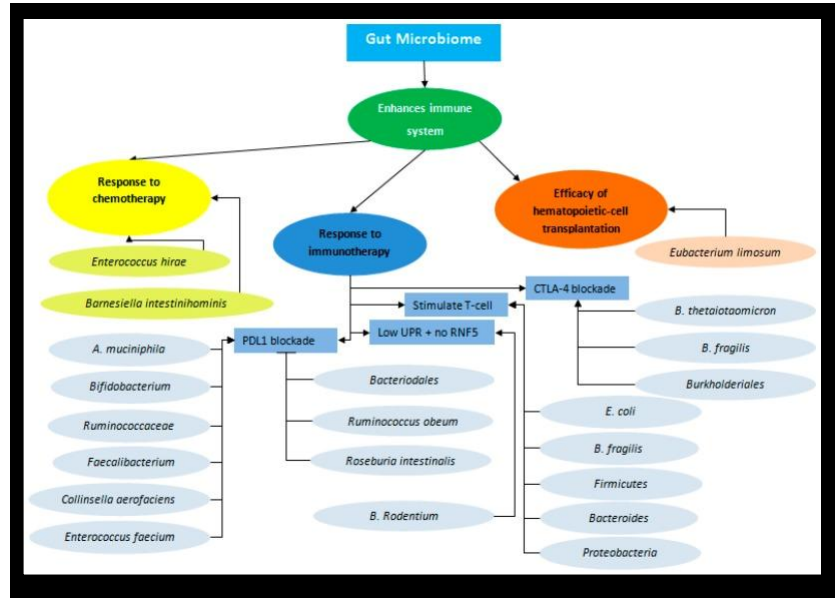 Gut Microbiome
Enhances immune
system
Response to
chemotherapy
Efficacy of
hematopoietic-cell
transplantation
Response to
immunotherapy
Enterococcus hirae
Eubacterium limosum
Barnesiella intestinihominis
CTLA-4 blockade
Stimulate T-cell
B. thetaiotaomicron
PDL1 blockade
Low UPR + no RNF5
A. muciniphila
B. fragilis
Bifidobacterium
Bacteriodales
Burkholderiales
Ruminococcaceae
Ruminococcus obeum
E. coli
Faecalibacterium
Roseburia intestinalis
B. fragilis
Firmicutes
Collinsella aerofaciens
B. Rodentium
Bacteroides
Enterococcus faecium
Proteobacteria